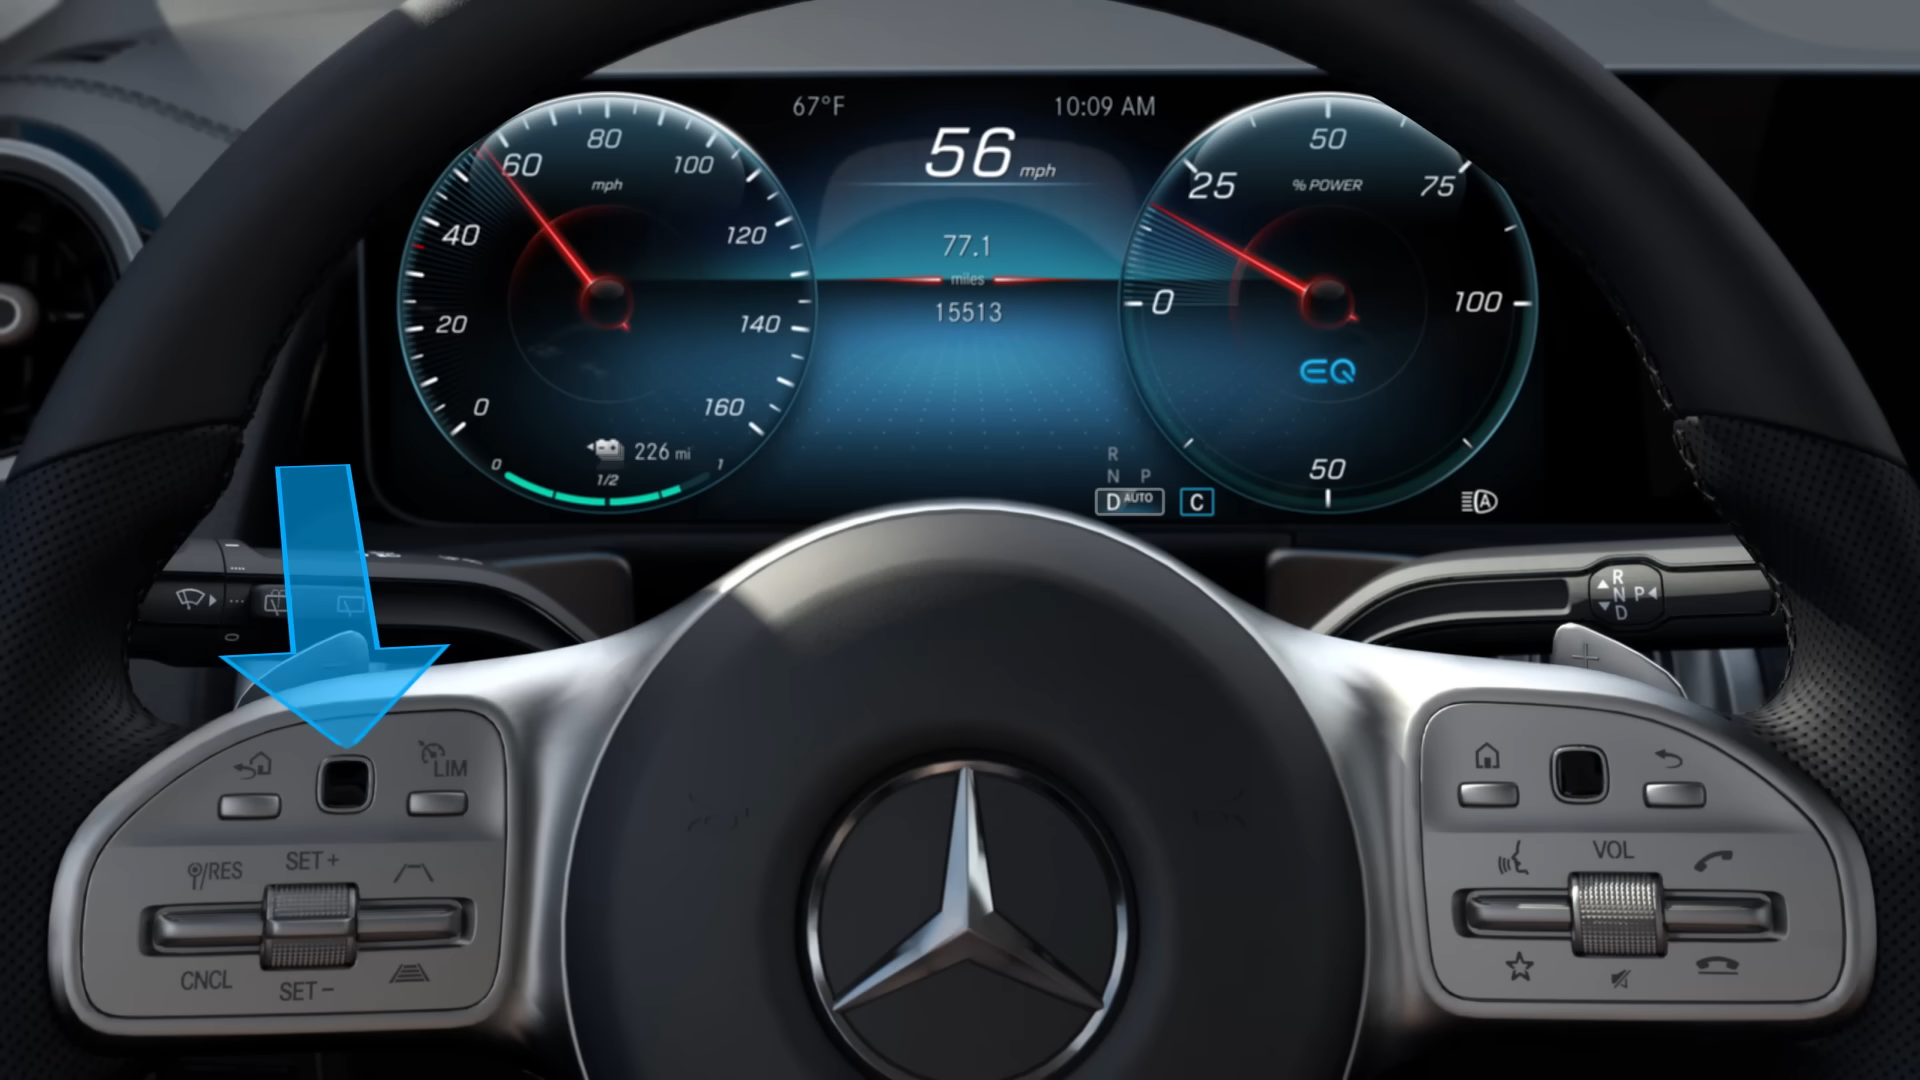 67°F
10:09 AM
56 mph
0
20
40
60
80
100
120
140
160
mph
226 mi
0
1/2
1
77.1
miles
15513
0
25
50
75
100
50
% POWER
EQ
R
N P
D AUTO
C
A
R
N P
D
0
LIM
/RES
SET +
CNCL
SET −
VOL